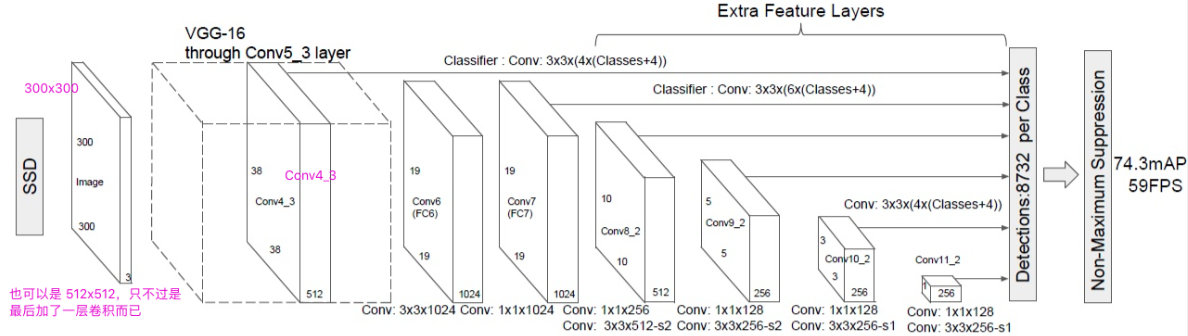 Extra Feature Layers
VGG-16
through Conv5_3 layer
Classifier : Conv: 3x3x(4x(Classes+4))
Classifier : Conv: 3x3x(6x(Classes+4))
300x300
SSD
300
Image
300
3
38
Conv4_3
Conv4_3
38
512
19
Conv6
(FC6)
19
1024
19
Conv7
(FC7)
19
1024
10
Conv8_2
10
512
5
Conv9_2
5
256
Conv: 3x3x(4x(Classes+4))
3
Conv10_2
3
256
Conv11_2
1
256
Detections:8732 per Class
Non-Maximum Suppression
74.3mAP
59FPS
也可以是 512x512，只不过是
最后加了一层卷积而已
Conv: 3x3x1024
Conv: 1x1x1024
Conv: 1x1x256
Conv: 3x3x512-s2
Conv: 1x1x128
Conv: 3x3x256-s2
Conv: 1x1x128
Conv: 3x3x256-s1
Conv: 1x1x128
Conv: 3x3x256-s1